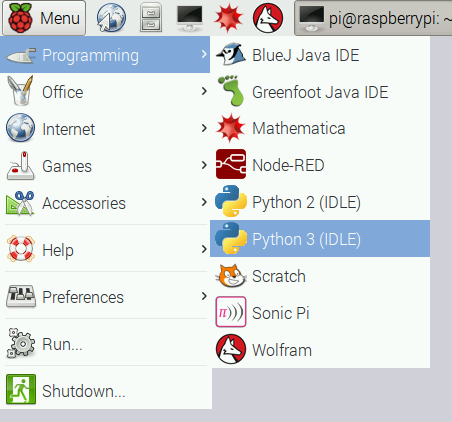 Menu
pi@raspberrypi: ~
Programming
Office
Internet
Games
Accessories
Help
Preferences
Run...
Shutdown...
BlueJ Java IDE
Greenfoot Java IDE
Mathematica
Node-RED
Python 2 (IDLE)
Python 3 (IDLE)
Scratch
Sonic Pi
Wolfram